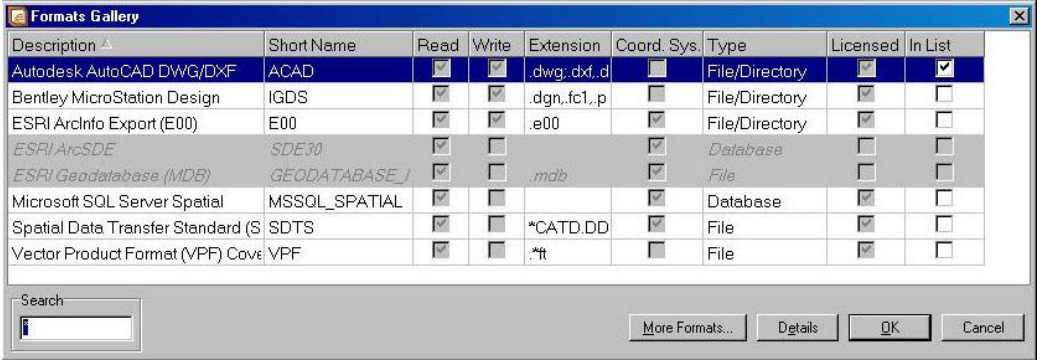 Formats Gallery
Description Short Name Read Write Extension Coord. Sys. Type Licensed In List
Autodesk AutoCAD DWG/DXF ACAD .dwg;.dxf,.d File/Directory
Bentley MicroStation Design IGDS .dgn,.fc1,.p File/Directory
ESRI ArcInfo Export (E00) E00 .e00 File/Directory
ESRI ArcSDE SDE30 Database
ESRI Geodatabase (MDB) GEODATABASE_ .mdb File
Microsoft SQL Server Spatial MSSQL_SPATIAL Database
Spatial Data Transfer Standard (S SDTS *CATD.DD File
Vector Product Format (VPF) Cove VPF .*ft File
Search
*
More Formats... Details OK Cancel